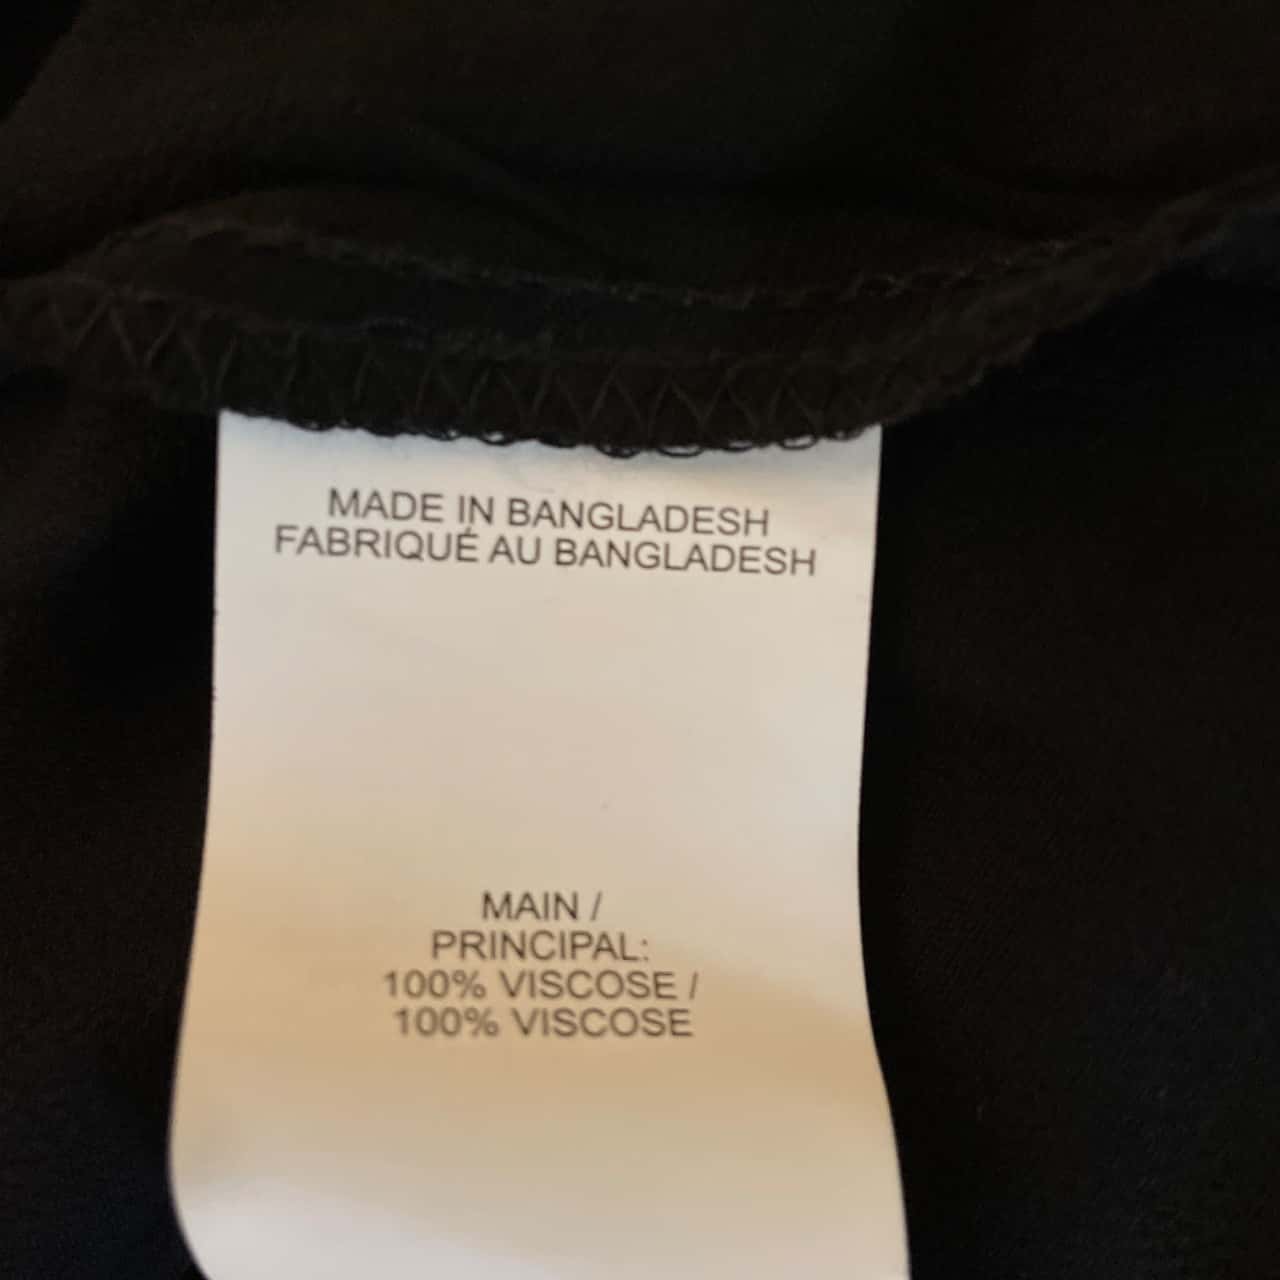 MADE IN BANGLADESH
FABRIQUÉ AU BANGLADESH
MAIN /
PRINCIPAL:
100% VISCOSE /
100% VISCOSE